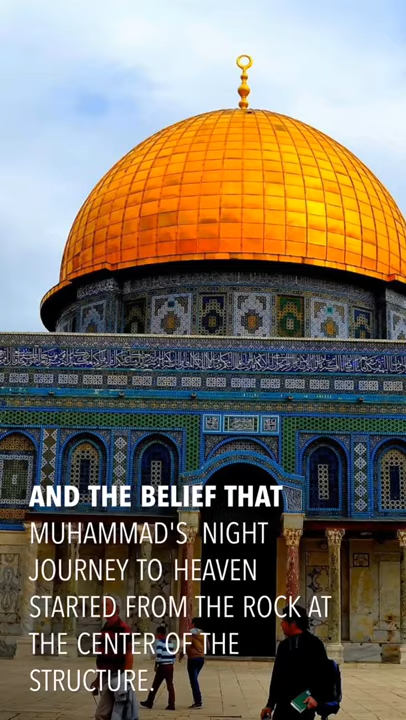 AND THE BELIEF THAT
MUHAMMAD'S NIGHT
JOURNEY TO HEAVEN
STARTED FROM THE ROCK AT
THE CENTER OF THE
STRUCTURE.